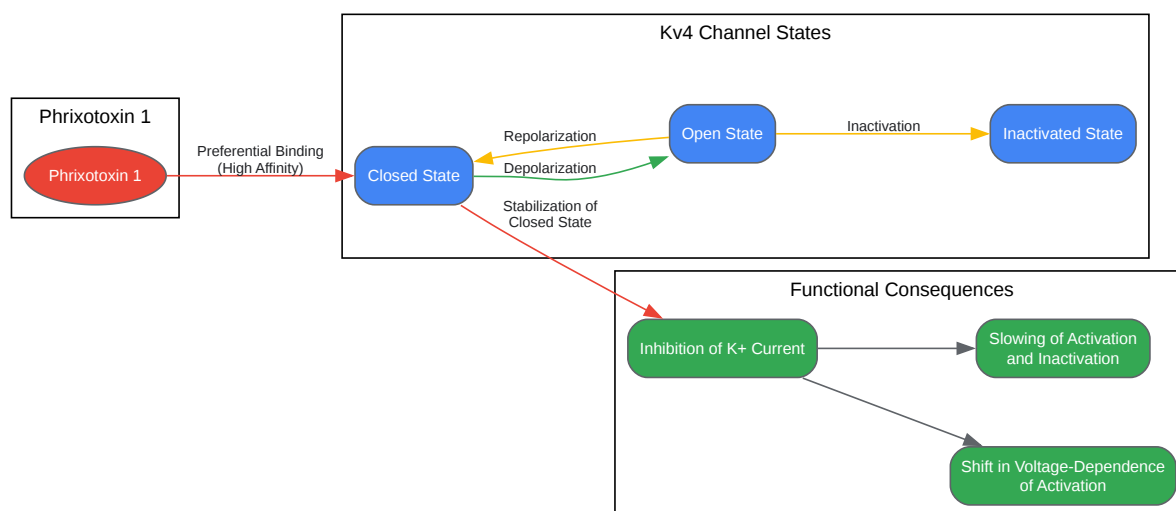 Kv4 Channel States
Phrixotoxin 1
Phrixotoxin 1
Preferential Binding
(High Affinity)
Closed State
Repolarization
Depolarization
Open State
Inactivation
Inactivated State
Stabilization of
Closed State
Functional Consequences
Inhibition of K+ Current
Slowing of Activation
and Inactivation
Shift in Voltage-Dependence
of Activation